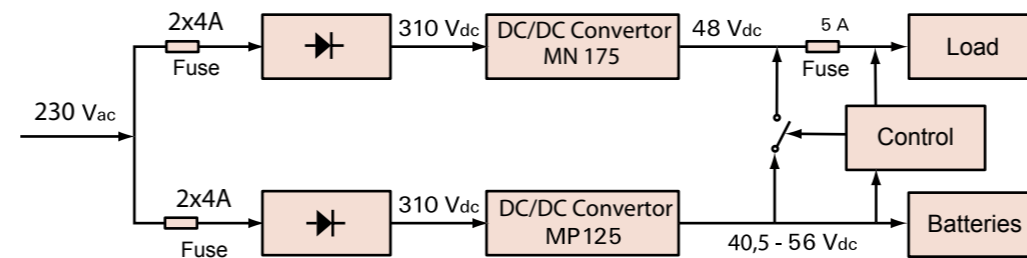 2x4A
Fuse
310 Vdc
DC/DC Convertor
MN 175
48 Vdc
5 A
Fuse
Load
230 Vac
Control
2x4A
Fuse
310 Vdc
DC/DC Convertor
MP125
40,5 - 56 Vdc
Batteries